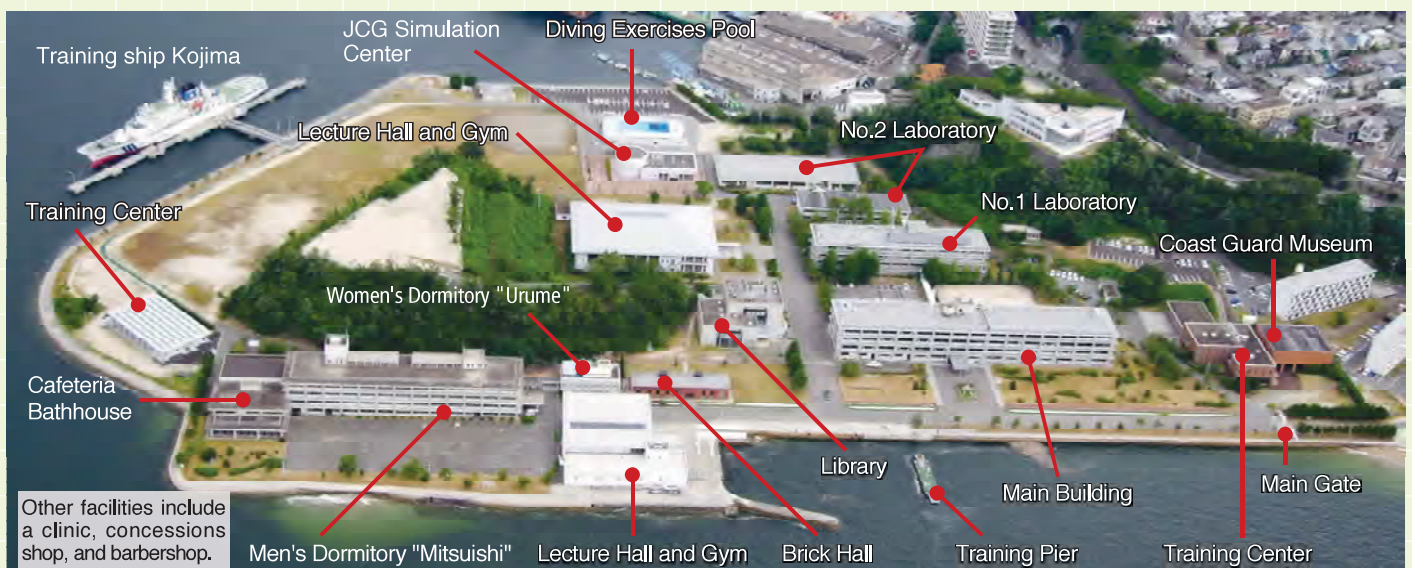 JCG Simulation
Center
Diving Exercises Pool
Training ship Kojima
Lecture Hall and Gym
No.2 Laboratory
Training Center
No.1 Laboratory
Coast Guard Museum
Women's Dormitory "Urume"
Cafeteria
Bathhouse
Library
Main Building
Main Gate
Other facilities include
a clinic, concessions
shop, and barbershop.
Men's Dormitory "Mitsuishi"
Lecture Hall and Gym
Brick Hall
Training Pier
Training Center